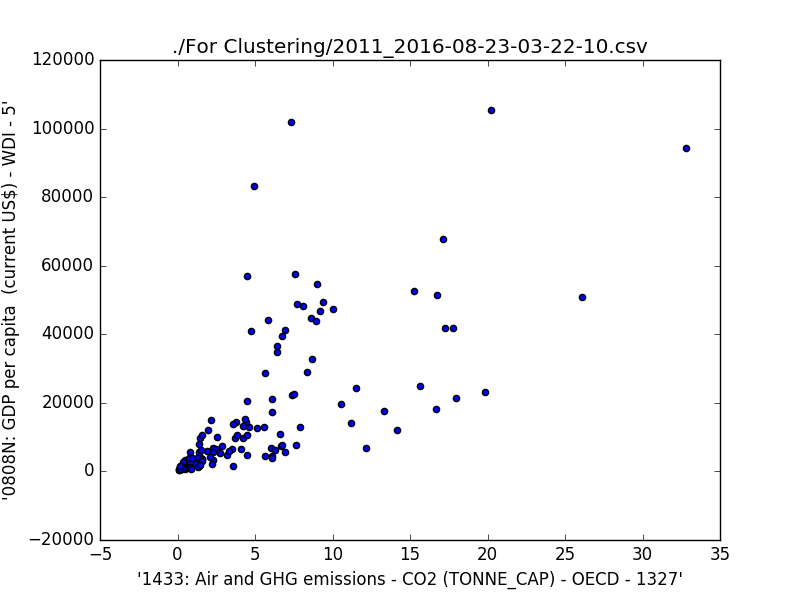 ./For Clustering/2011_2016-08-23-03-22-10.csv
120000
100000
80000
60000
40000
20000
0
−20000
'0808N: GDP per capita  (current US$) - WDI - 5'
−5 0 5 10 15 20 25 30 35
'1433: Air and GHG emissions - CO2 (TONNE_CAP) - OECD - 1327'